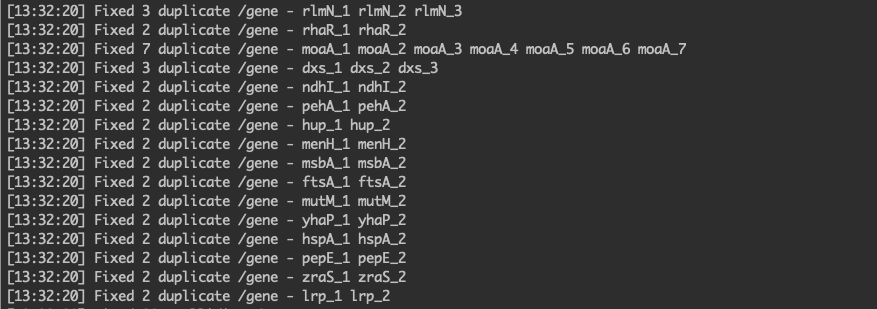 [13:32:20] Fixed 3 duplicate /gene - rlmN_1 rlmN_2 rlmN_3
[13:32:20] Fixed 2 duplicate /gene - rhaR_1 rhaR_2
[13:32:20] Fixed 7 duplicate /gene - moaA_1 moaA_2 moaA_3 moaA_4 moaA_5 moaA_6 moaA_7
[13:32:20] Fixed 3 duplicate /gene - dxs_1 dxs_2 dxs_3
[13:32:20] Fixed 2 duplicate /gene - ndhI_1 ndhI_2
[13:32:20] Fixed 2 duplicate /gene - pehA_1 pehA_2
[13:32:20] Fixed 2 duplicate /gene - hup_1 hup_2
[13:32:20] Fixed 2 duplicate /gene - menH_1 menH_2
[13:32:20] Fixed 2 duplicate /gene - msbA_1 msbA_2
[13:32:20] Fixed 2 duplicate /gene - ftsA_1 ftsA_2
[13:32:20] Fixed 2 duplicate /gene - mutM_1 mutM_2
[13:32:20] Fixed 2 duplicate /gene - yhaP_1 yhaP_2
[13:32:20] Fixed 2 duplicate /gene - hspA_1 hspA_2
[13:32:20] Fixed 2 duplicate /gene - pepE_1 pepE_2
[13:32:20] Fixed 2 duplicate /gene - zraS_1 zraS_2
[13:32:20] Fixed 2 duplicate /gene - lrp_1 lrp_2